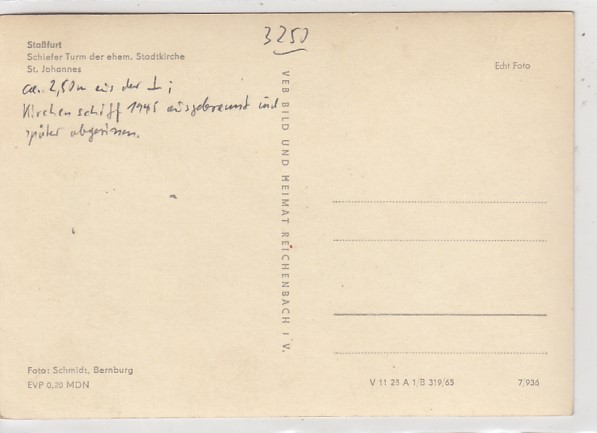 3250
Staßfurt
Schiefer Turm der ehem. Stadtkirche
St. Johannes
Echt Foto
ca. 2,50m aus der ⊥ ;
Kirchenschiff 1945 ausgebrannt und
später abgerissen.
VEB BILD UND HEIMAT REICHENBACH I. V.
Foto: Schmidt, Bernburg
EVP 0,20 MDN
V 11 28 A 1/B 319/65
7/936